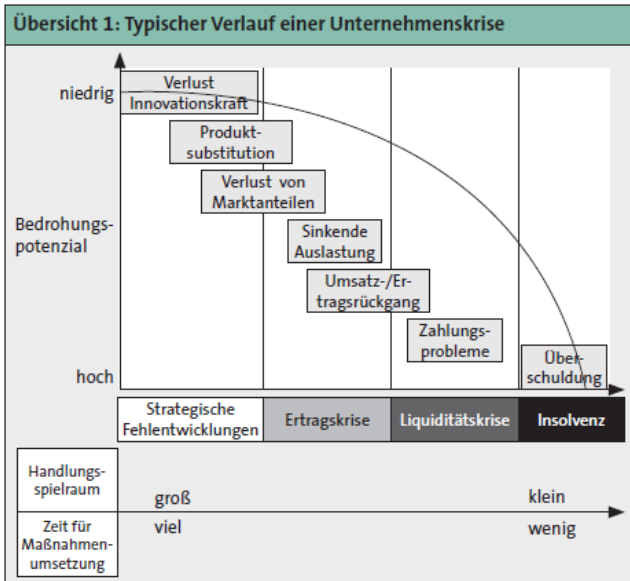 Übersicht 1: Typischer Verlauf einer Unternehmenskrise
niedrig
Verlust
Innovationskraft
Produkt-
substitution
Verlust von
Marktanteilen
Bedrohungs-
potenzial
Sinkende
Auslastung
Umsatz-/Er-
tragsrückgang
Zahlungs-
probleme
Über-
schuldung
hoch
Strategische
Fehlentwicklungen
Ertragskrise
Liquiditätskrise
Insolvenz
Handlungs-
spielraum
groß
klein
Zeit für
Maßnahmen-
umsetzung
viel
wenig